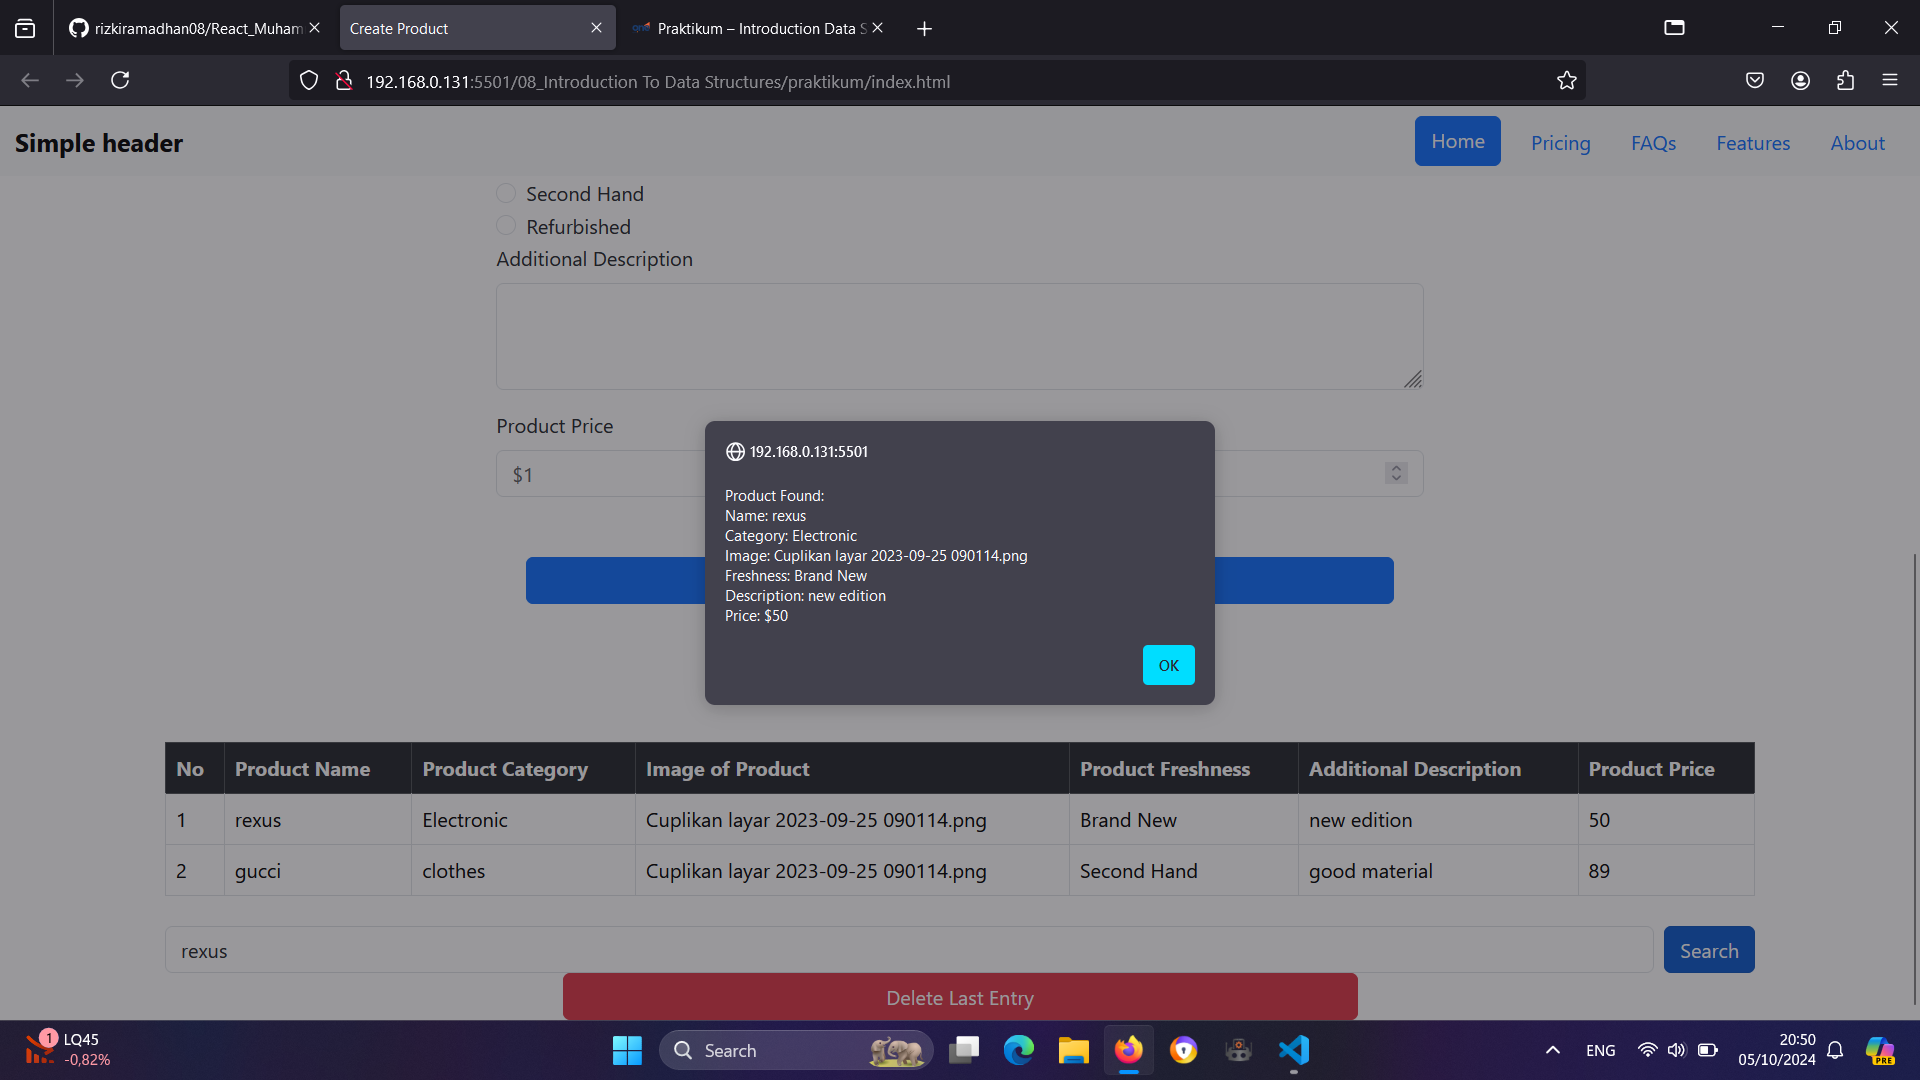 rizkiramadhan08/React_Muham
Create Product
Praktikum – Introduction Data S
192.168.0.131:5501/08_Introduction To Data Structures/praktikum/index.html
Simple header
Home
Pricing
FAQs
Features
About
Second Hand
Refurbished
Additional Description
Product Price
$1
192.168.0.131:5501
Product Found:
Name: rexus
Category: Electronic
Image: Cuplikan layar 2023-09-25 090114.png
Freshness: Brand New
Description: new edition
Price: $50
OK
No Product Name Product Category Image of Product Product Freshness Additional Description Product Price
1 rexus Electronic Cuplikan layar 2023-09-25 090114.png Brand New new edition 50
2 gucci clothes Cuplikan layar 2023-09-25 090114.png Second Hand good material 89
rexus
Search
Delete Last Entry
1
LQ45
-0,82%
Search
ENG
20:50
05/10/2024
PRE